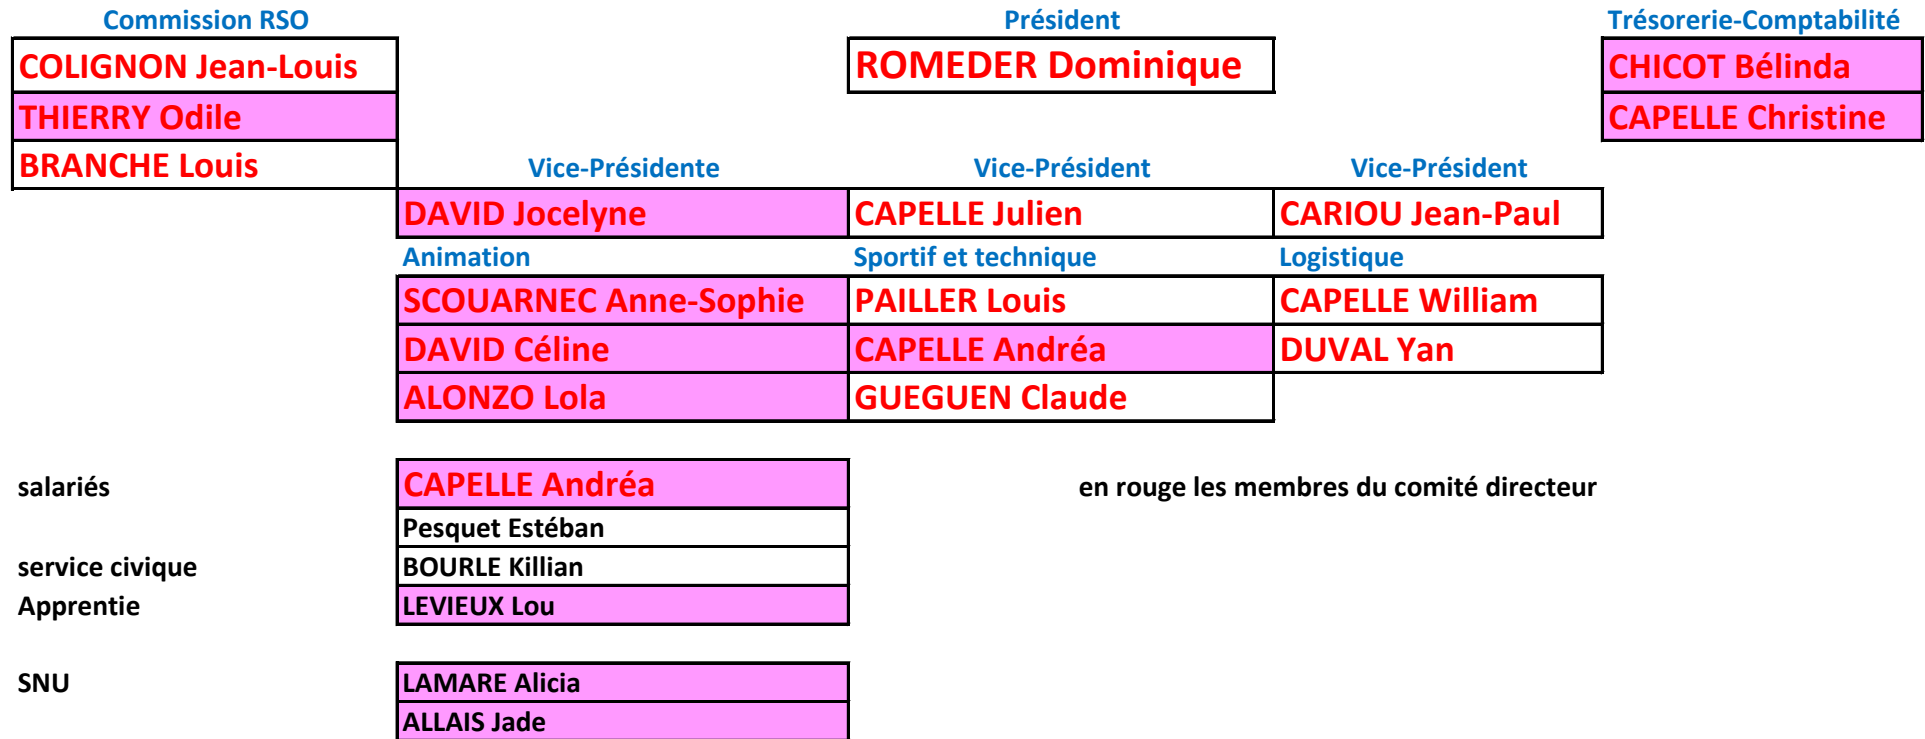 Commission RSO Président Trésorerie-Comptabilité
COLIGNON Jean-Louis ROMEDER Dominique CHICOT Bélinda
THIERRY Odile CAPELLE Christine
BRANCHE Louis Vice-Présidente Vice-Président Vice-Président
DAVID Jocelyne CAPELLE Julien CARIOU Jean-Paul
Animation Sportif et technique Logistique
SCOUARNEC Anne-Sophie PAILLER Louis CAPELLE William
DAVID Céline CAPELLE Andréa DUVAL Yan
ALONZO Lola GUEGUEN Claude
salariés CAPELLE Andréa en rouge les membres du comité directeur
Pesquet Estéban
service civique BOURLE Killian
Apprentie LEVIEUX Lou
SNU LAMARE Alicia
ALLAIS Jade